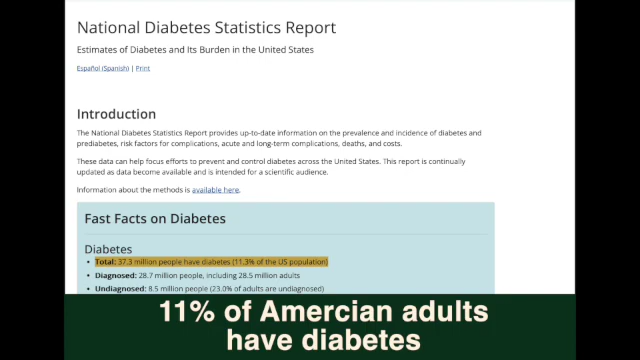 National Diabetes Statistics Report
Estimates of Diabetes and Its Burden in the United States
Español (Spanish) | Print
Introduction
The National Diabetes Statistics Report provides up-to-date information on the prevalence and incidence of diabetes and
prediabetes, risk factors for complications, acute and long-term complications, deaths, and costs.
These data can help focus efforts to prevent and control diabetes across the United States. This report is continually
updated as data become available and is intended for a scientific audience.
Information about the methods is available here.
Fast Facts on Diabetes
Diabetes
• Total: 37.3 million people have diabetes (11.3% of the US population)
• Diagnosed: 28.7 million people, including 28.5 million adults
• Undiagnosed: 8.5 million people (23.0% of adults are undiagnosed)
11% of Amercian adults
have diabetes